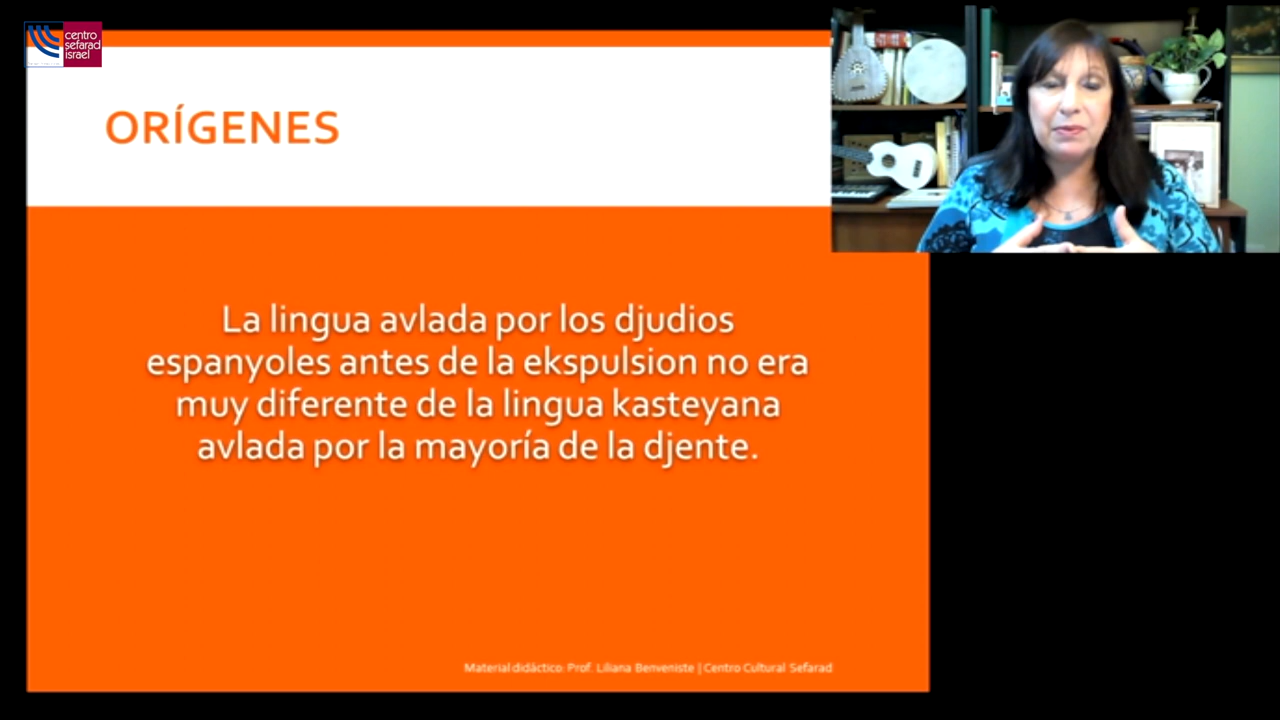 centro
sefarad
israel
ORÍGENES
La lingua avlada por los djudios
espanyoles antes de la ekspulsion no era
muy diferente de la lingua kasteyana
avlada por la mayoría de la djente.
Material didáctico: Prof. Liliana Benveniste | Centro Cultural Sefarad